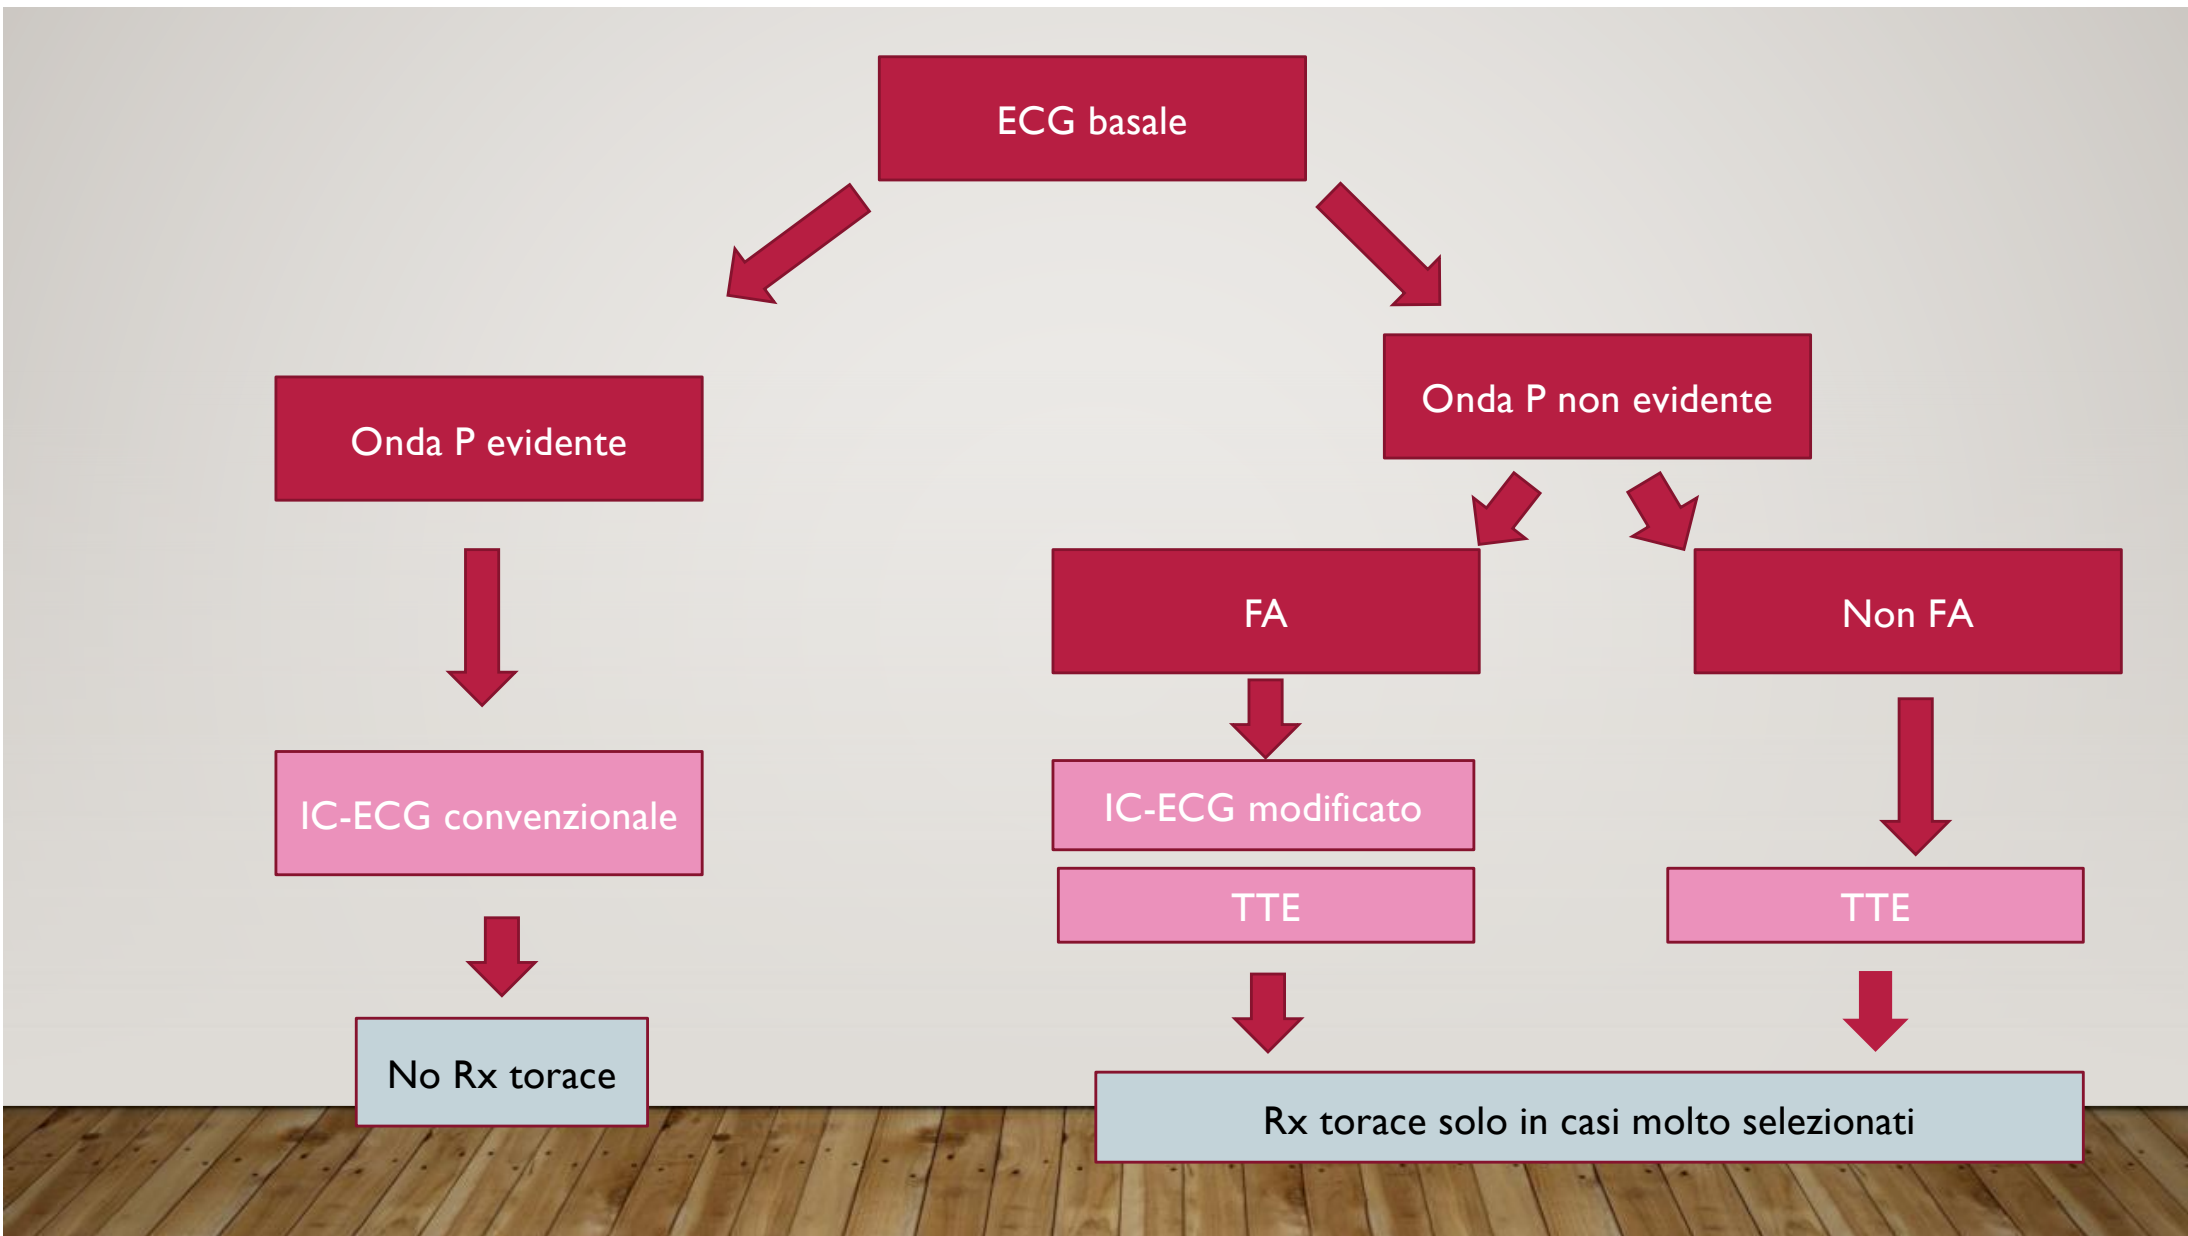 ECG basale
Onda P evidente
Onda P non evidente
FA
Non FA
IC-ECG convenzionale
IC-ECG modificato
TTE
TTE
No Rx torace
Rx torace solo in casi molto selezionati